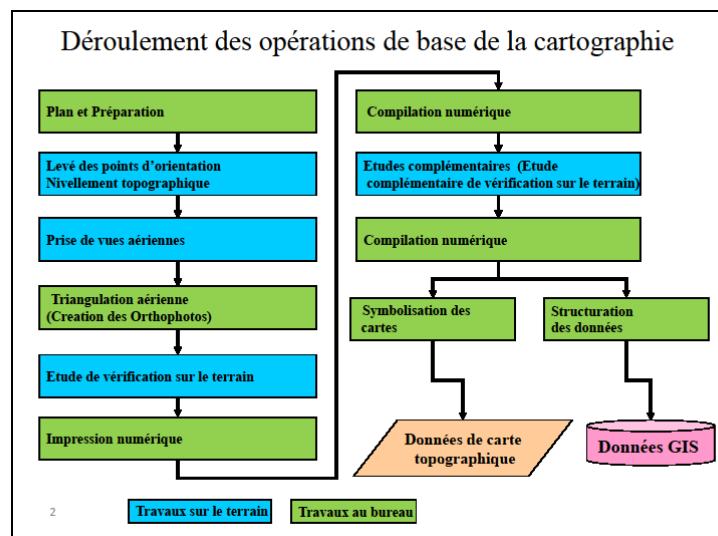 Déroulement des opérations de base de la cartographie
Plan et Préparation
Levé des points d'orientation
Nivellement topographique
Prise de vues aériennes
Triangulation aérienne
(Creation des Orthophotos)
Etude de vérification sur le terrain
Impression numérique
Compilation numérique
Etudes complémentaires (Etude
complémentaire de vérification sur le terrain)
Compilation numérique
Symbolisation des
cartes
Structuration
des données
Données de carte
topographique
Données GIS
2
Travaux sur le terrain
Travaux au bureau